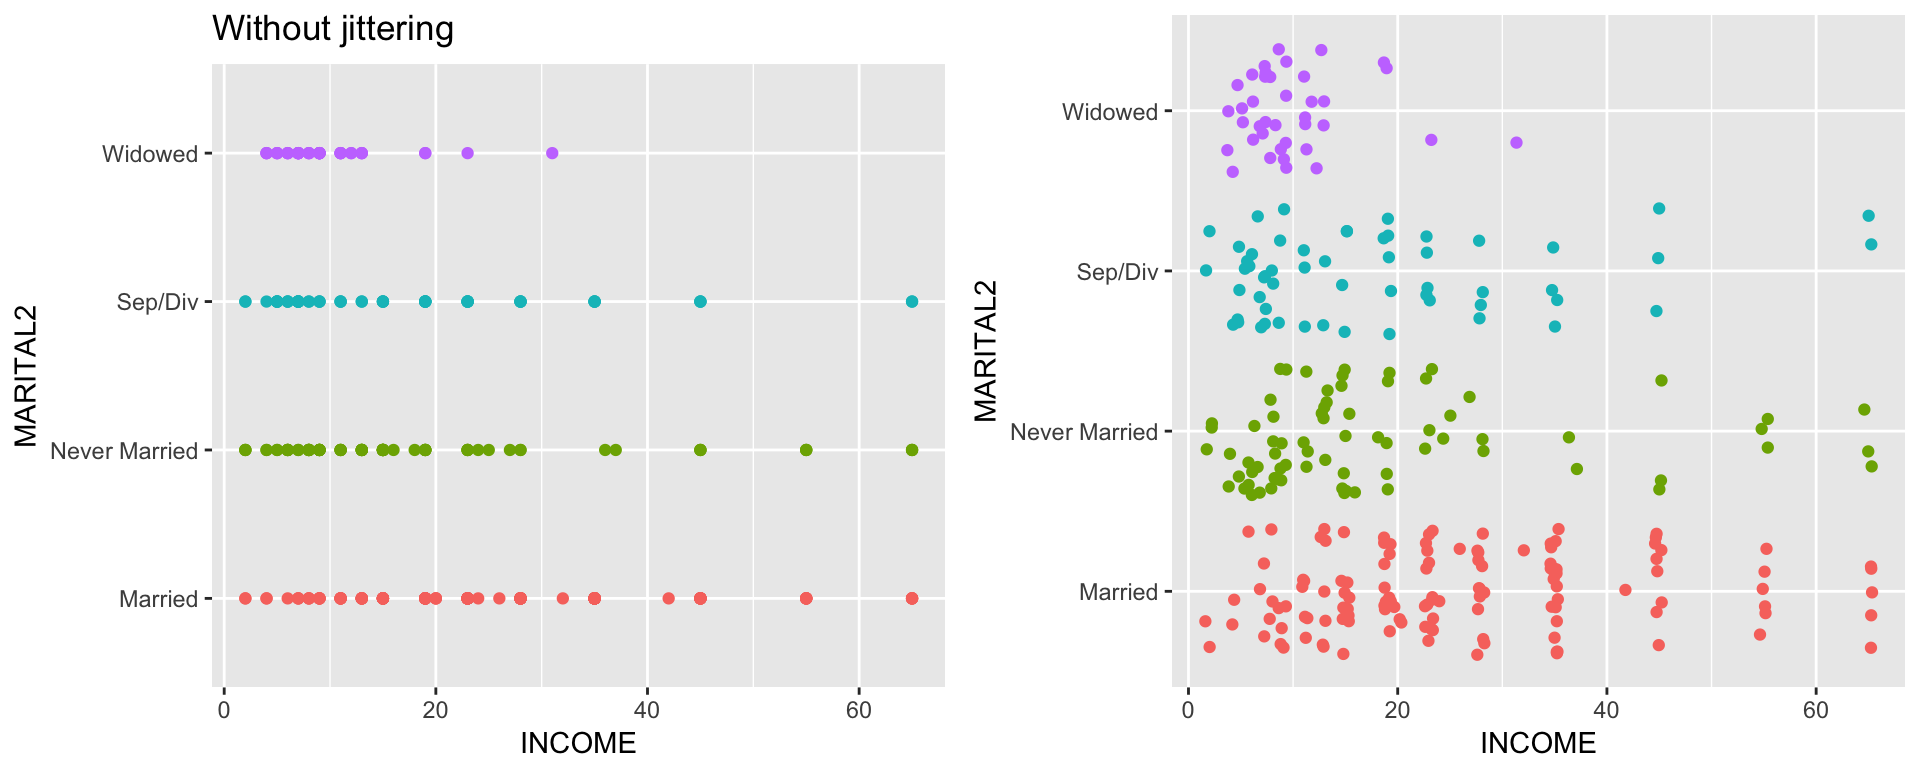 Without jittering
MARITAL2
Widowed
Sep/Div
Never Married
Married
0 20 40 60
INCOME
MARITAL2
Widowed
Sep/Div
Never Married
Married
0 20 40 60
INCOME